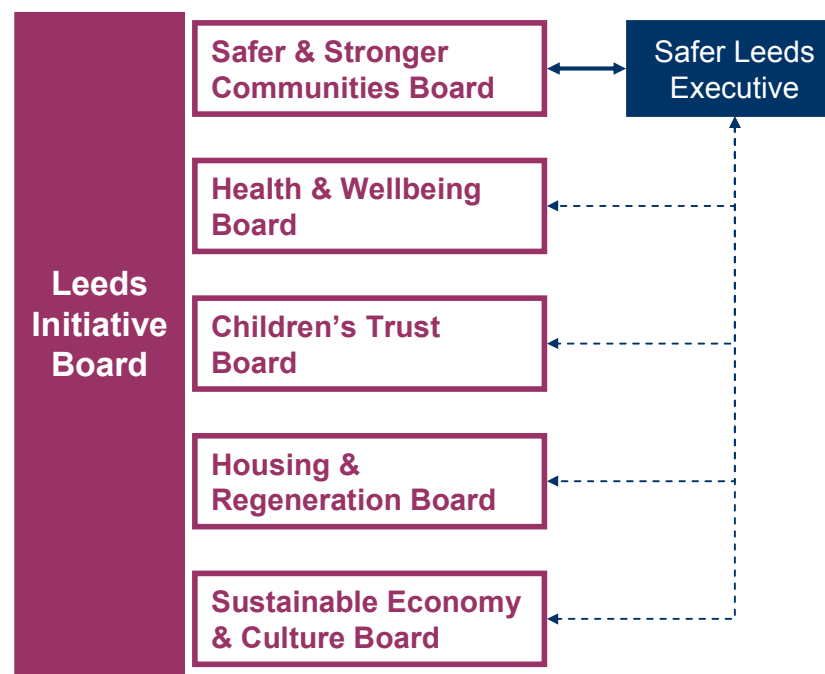 Leeds
Initiative
Board
Safer & Stronger
Communities Board
Safer Leeds
Executive
Health & Wellbeing
Board
Children’s Trust
Board
Housing &
Regeneration Board
Sustainable Economy
& Culture Board